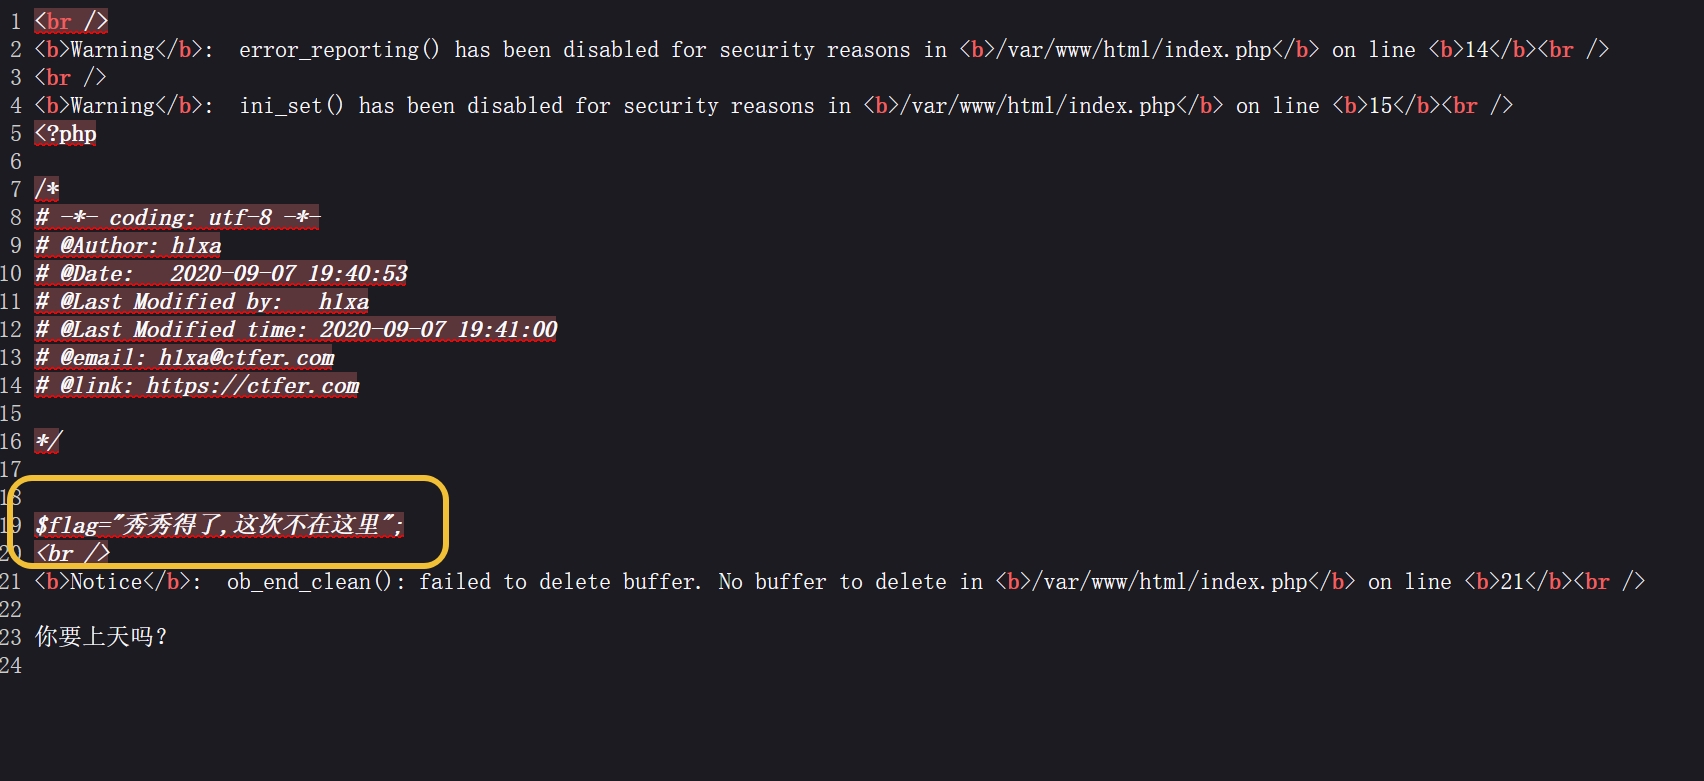 1 <br />
2 <b>Warning</b>:  error_reporting() has been disabled for security reasons in <b>/var/www/html/index.php</b> on line <b>14</b><br />
3 <br />
4 <b>Warning</b>:  ini_set() has been disabled for security reasons in <b>/var/www/html/index.php</b> on line <b>15</b><br />
5 <?php
6
7 /*
8 # -*- coding: utf-8 -*-
9 # @Author: h1xa
10 # @Date:   2020-09-07 19:40:53
11 # @Last Modified by:   h1xa
12 # @Last Modified time: 2020-09-07 19:41:00
13 # @email: h1xa@ctfer.com
14 # @link: https://ctfer.com
15
16 */
17
18
19 $flag="秀秀得了,这次不在这里";
20 <br />
21 <b>Notice</b>:  ob_end_clean(): failed to delete buffer. No buffer to delete in <b>/var/www/html/index.php</b> on line <b>21</b><br />
22
23 你要上天吗?
24